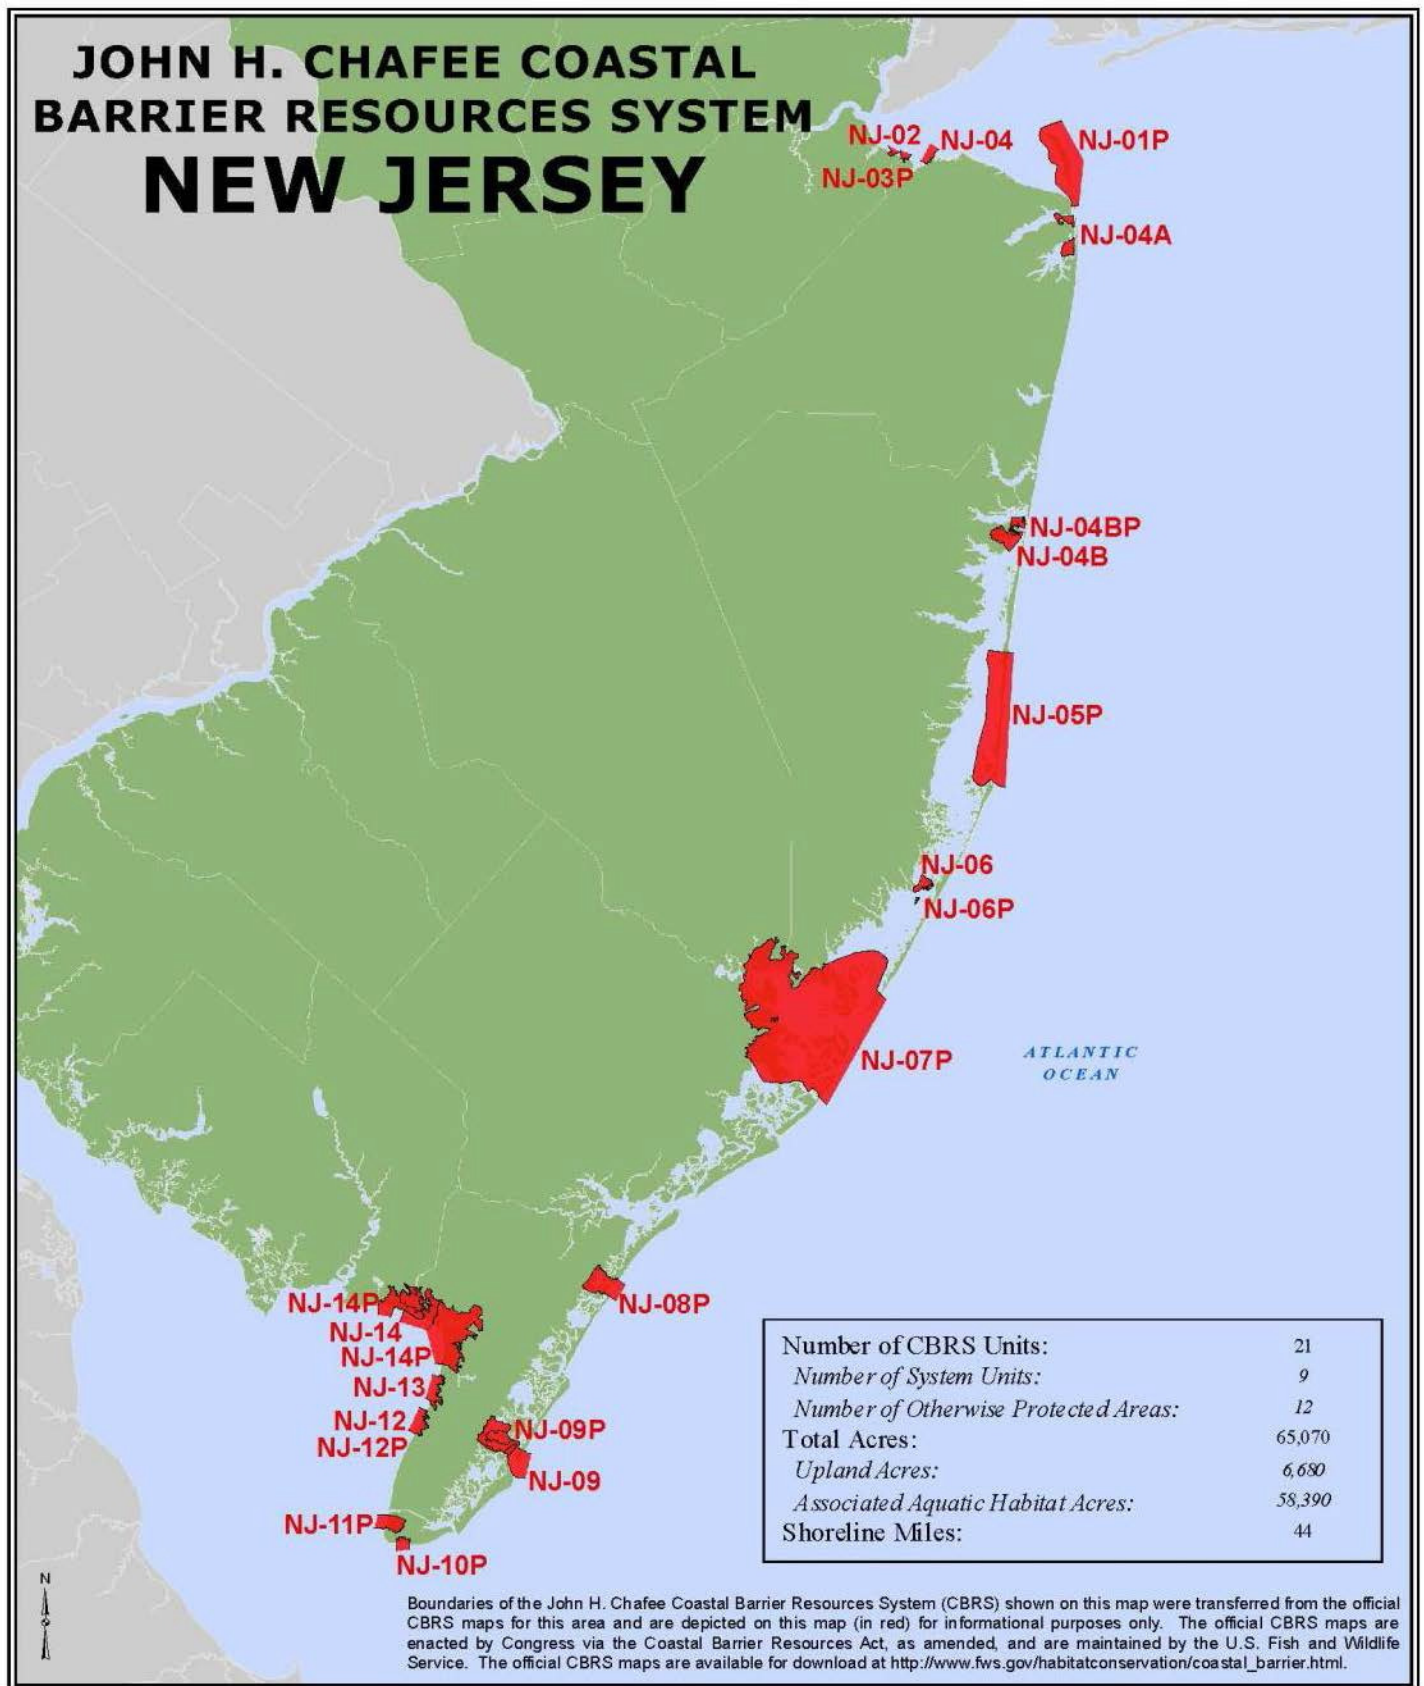 JOHN H. CHAFEE COASTAL
BARRIER RESOURCES SYSTEM
NEW JERSEY
NJ-02
NJ-04
NJ-01P
NJ-03P
NJ-04A
NJ-04BP
NJ-04B
NJ-05P
NJ-06
NJ-06P
NJ-07P
ATLANTIC
OCEAN
NJ-08P
NJ-14P
NJ-14
NJ-14P
NJ-13
NJ-12
NJ-12P
NJ-09P
NJ-09
NJ-11P
NJ-10P
Number of CBRS Units: 21
Number of System Units: 9
Number of Otherwise Protected Areas: 12
Total Acres: 65,070
Upland Acres: 6,680
Associated Aquatic Habitat Acres: 58,390
Shoreline Miles: 44
N
Boundaries of the John H. Chafee Coastal Barrier Resources System (CBRS) shown on this map were transferred from the official
CBRS maps for this area and are depicted on this map (in red) for informational purposes only. The official CBRS maps are
enacted by Congress via the Coastal Barrier Resources Act, as amended, and are maintained by the U.S. Fish and Wildlife
Service. The official CBRS maps are available for download at http://www.fws.gov/habitatconservation/coastal_barrier.html.